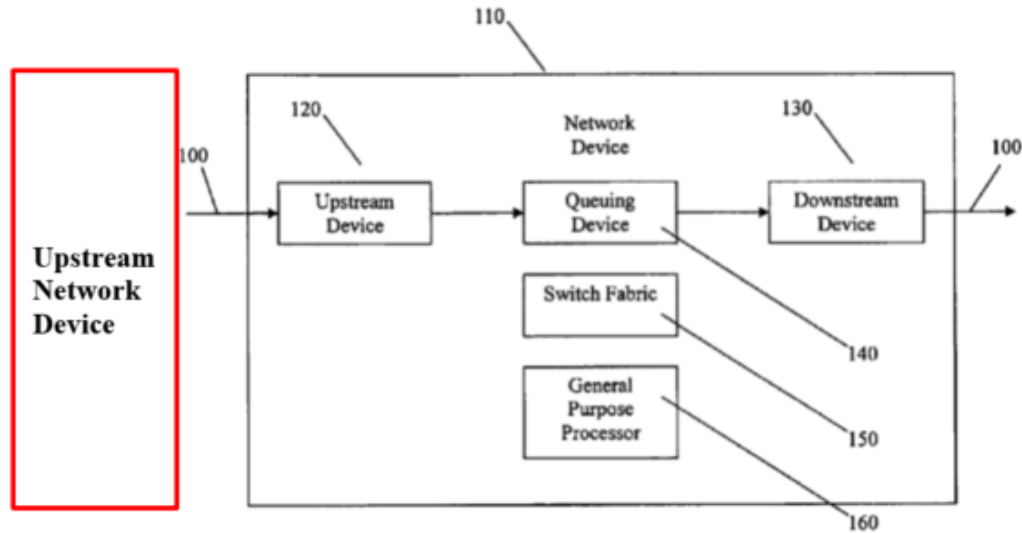 110
120
Network
Device
130
100
100
Upstream
Device
Queuing
Device
Downstream
Device
Upstream
Network
Device
Switch Fabric
140
General
Purpose
Processor
150
160